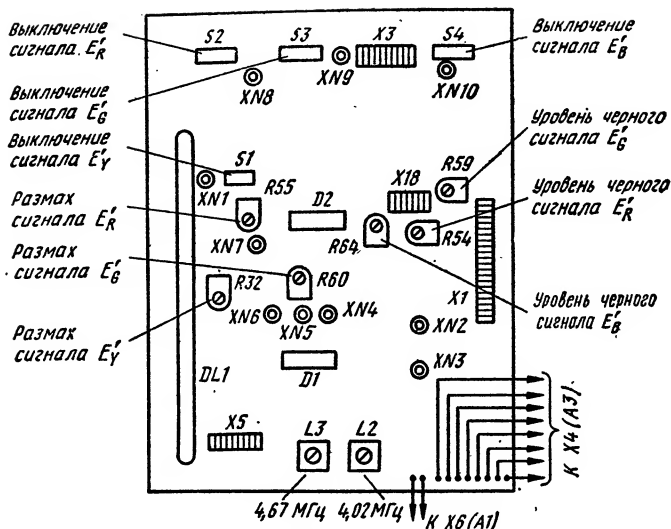 Выключение
сигнала E'R
Выключение
сигнала E'G
Выключение
сигнала E'Y
Размах
сигнала E'R
Размах
сигнала E'G
Размах
сигнала E'Y
S2
S3
X3
S4
XN8
XN9
XN10
S1
XN1
R55
X18
R59
D2
XN7
R64
R54
R32
R60
X1
XN6
XN5
XN4
XN2
D1
XN3
DL1
X5
L3
L2
4,67 МГц
4,02МГц
К X6(A1)
К X4(A3)
Выключение
сигнала E'B
Уровень черного
сигнала E'G
Уровень черного
сигнала E'R
Уровень черного
сигнала E'B